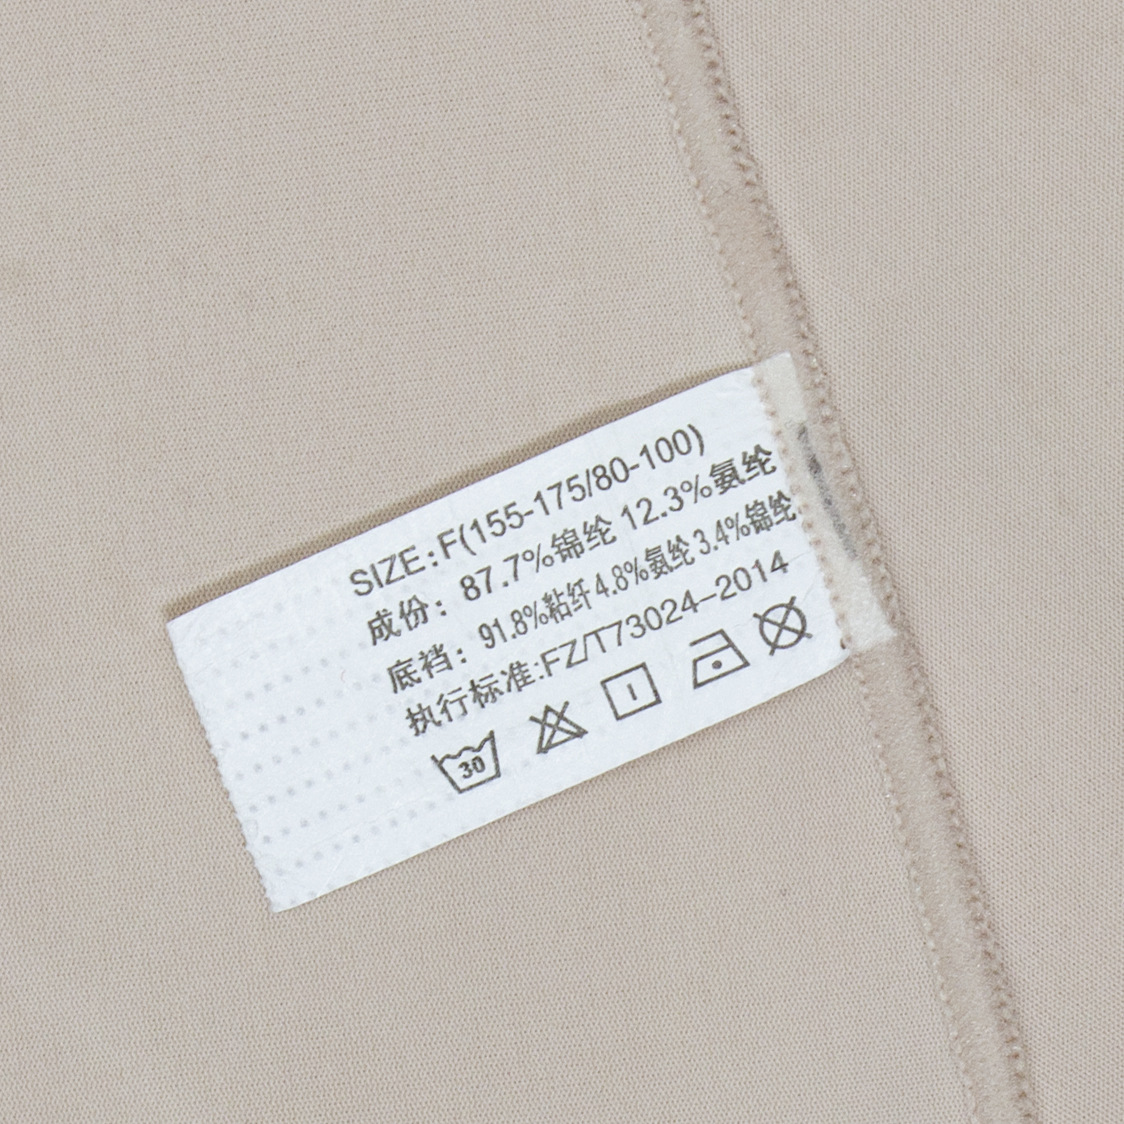 SIZE:F(155-175/80-100)
成份: 87.7%锦纶 12.3%氨纶
底裆: 91.8%粘纤 4.8%氨纶 3.4%锦纶
执行标准:FZ/T73024-2014
30